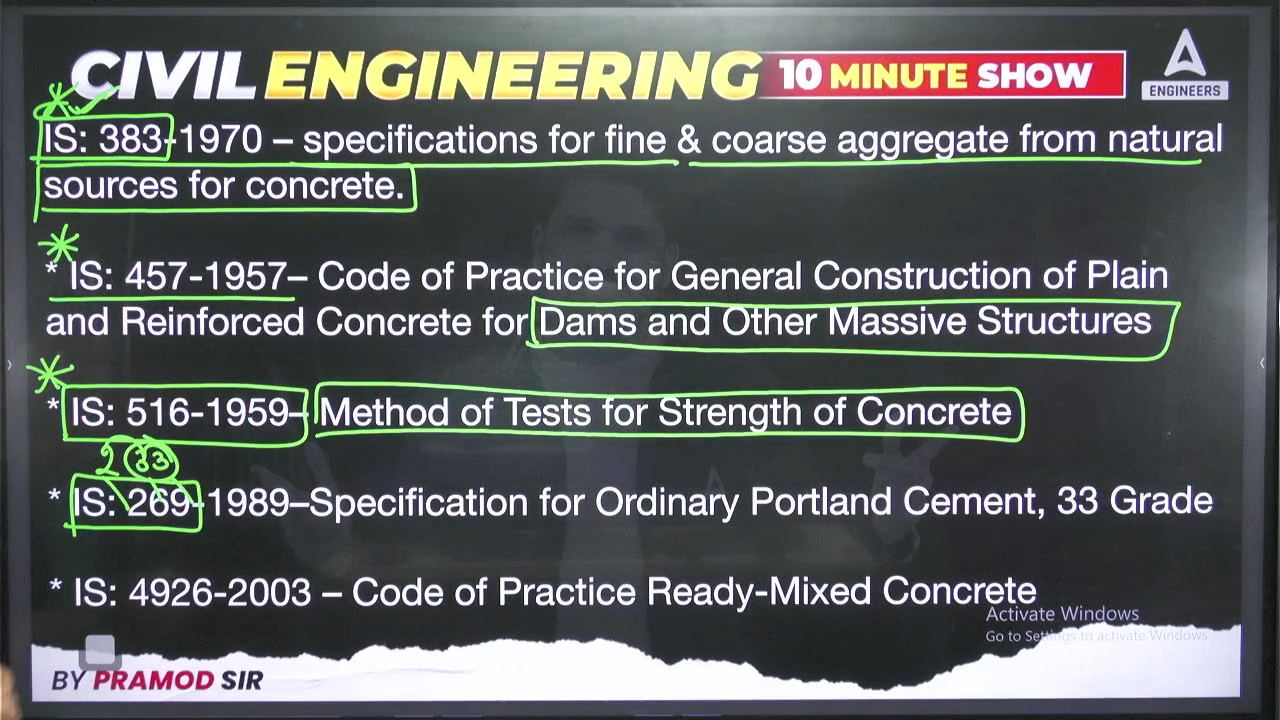 CIVIL ENGINEERING 10 MINUTE SHOW
ENGINEERS
IS: 383-1970 – specifications for fine & coarse aggregate from natural
sources for concrete.
* IS: 457-1957– Code of Practice for General Construction of Plain
and Reinforced Concrete for Dams and Other Massive Structures
* IS: 516-1959– Method of Tests for Strength of Concrete
2 33
* IS: 269-1989–Specification for Ordinary Portland Cement, 33 Grade
* IS: 4926-2003 – Code of Practice Ready-Mixed Concrete
Activate Windows
Go to Settings to activate Windows
BY PRAMOD SIR